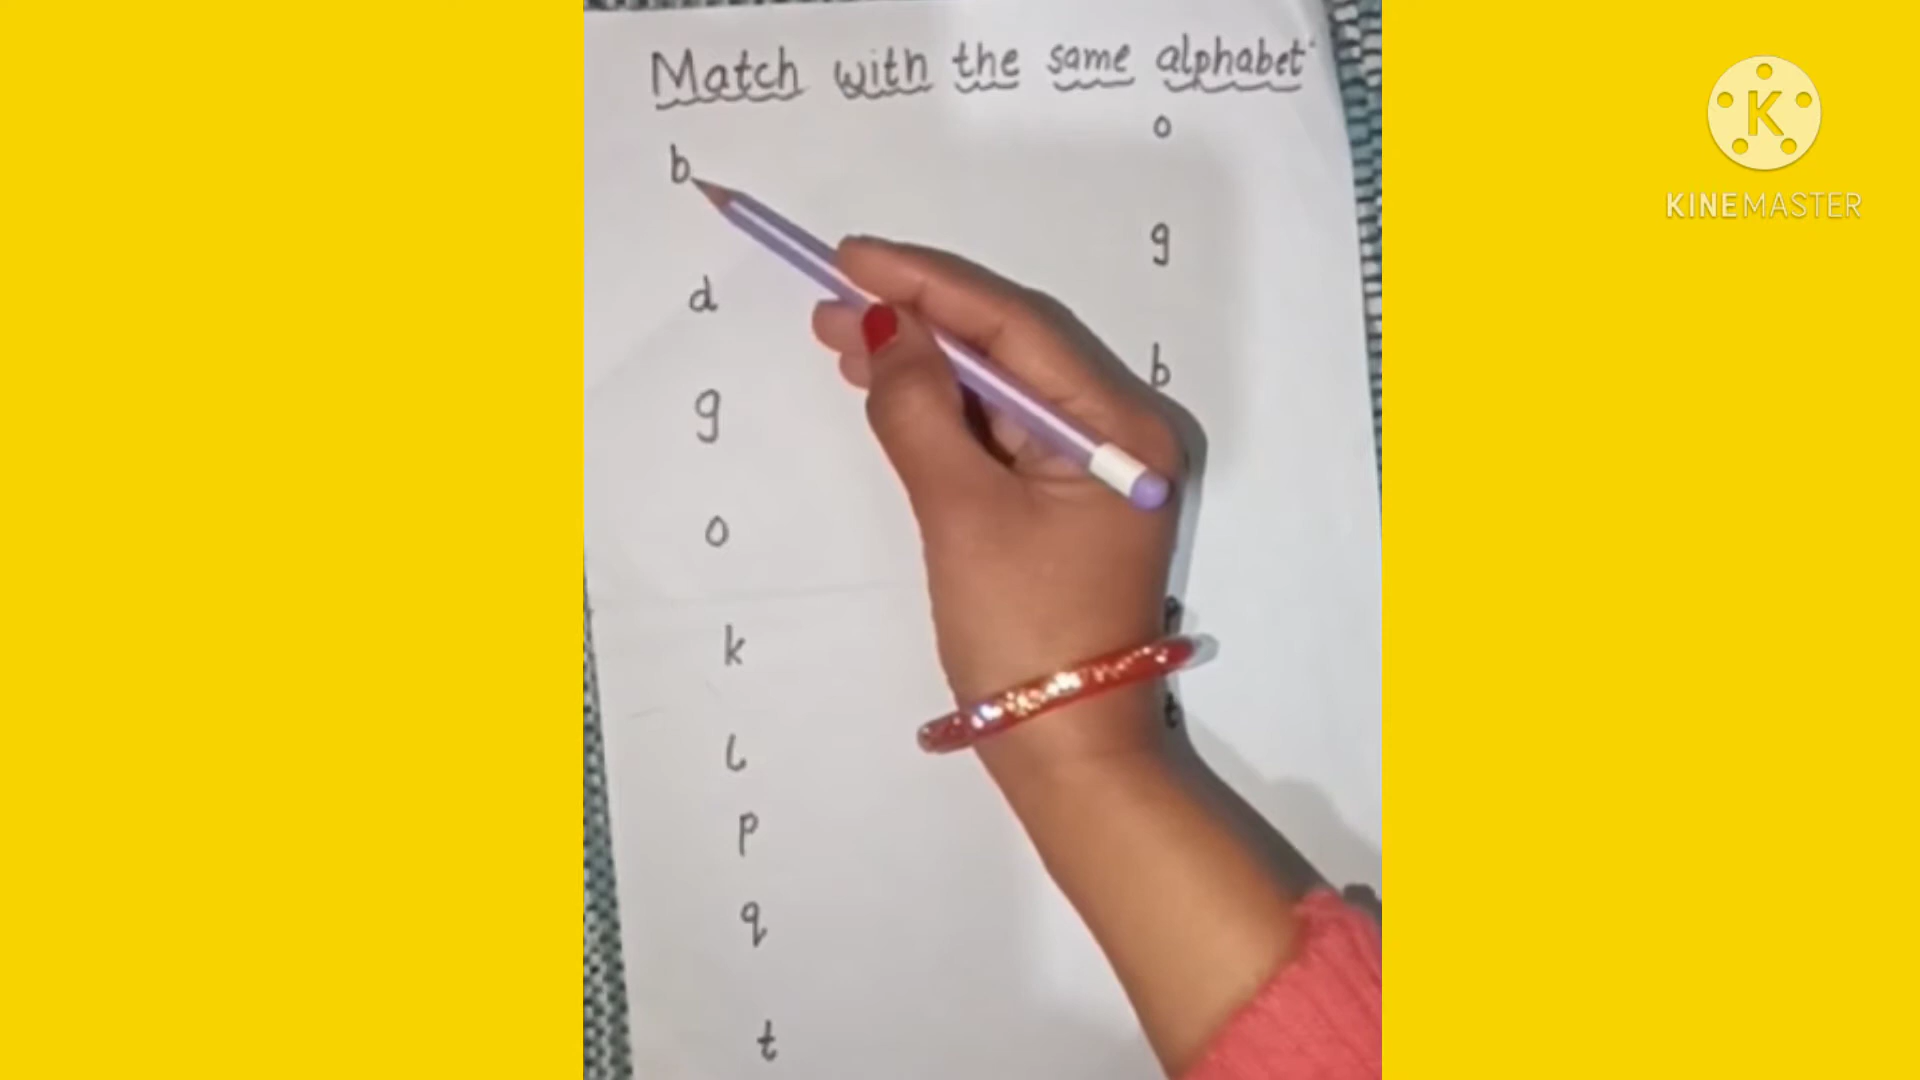 Match with the same alphabet
o
b
g
d
b
g
o
k
t
l
p
q
t
KINEMASTER